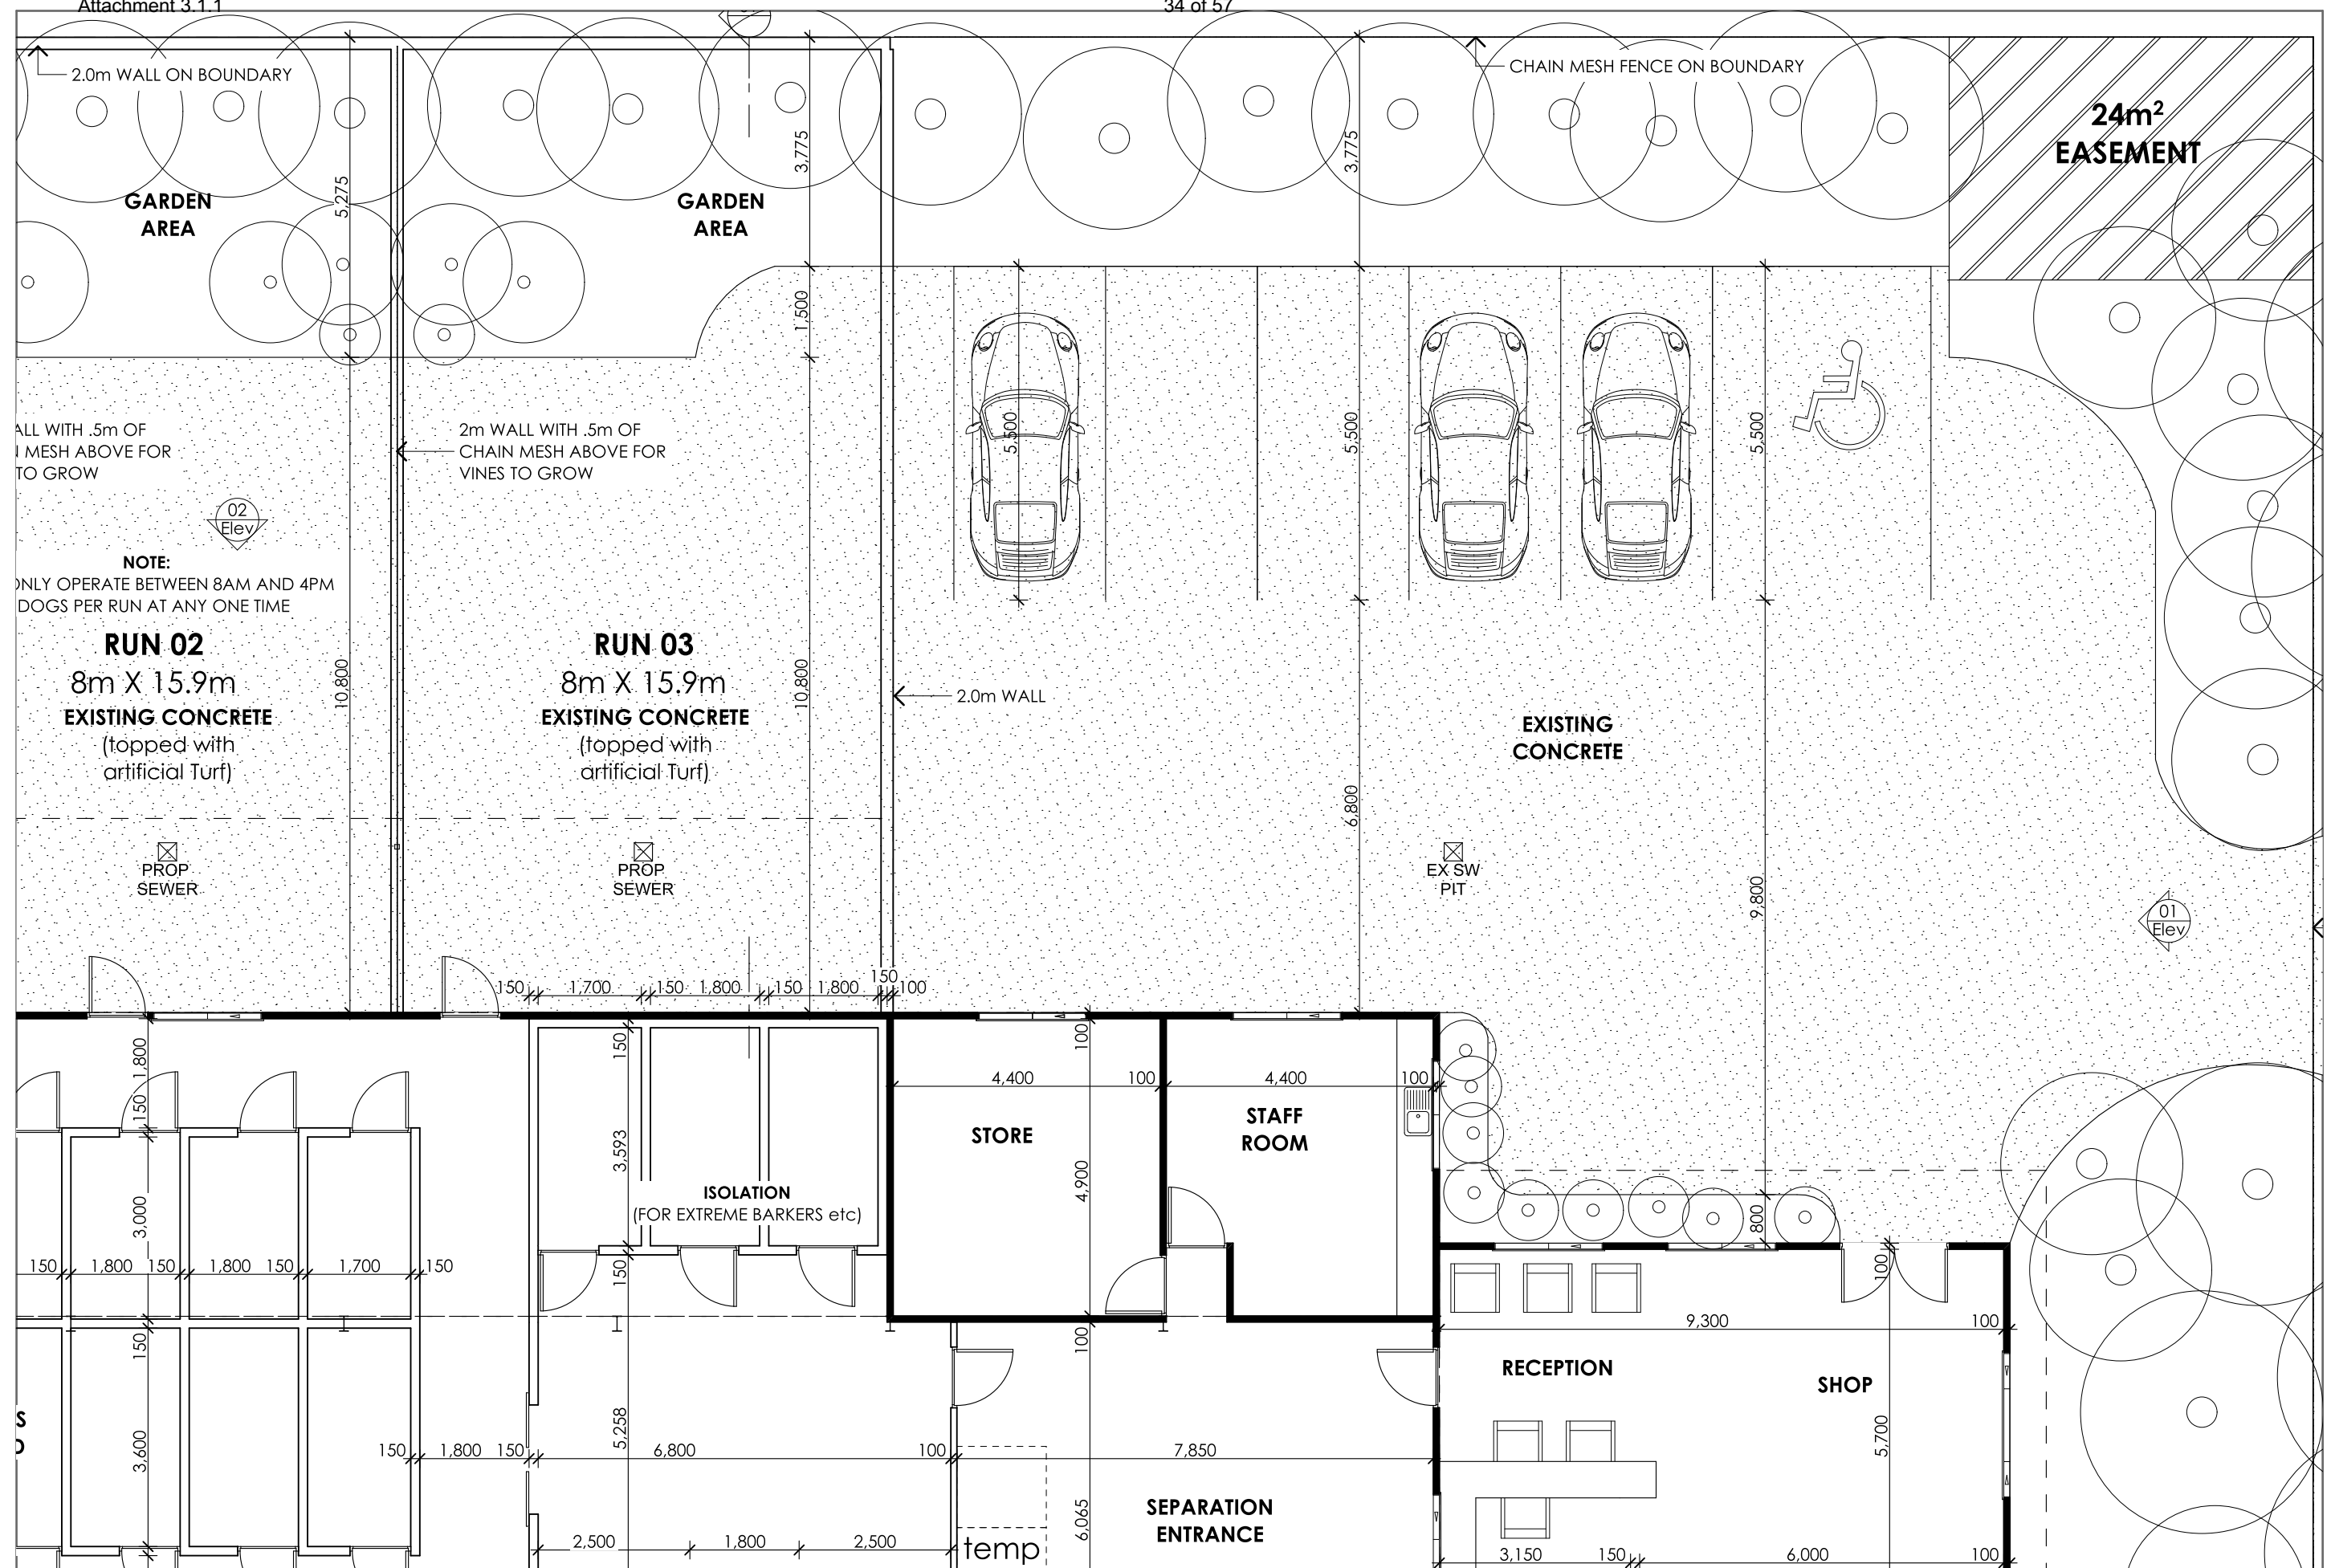 Attachment 3.1.1
34 of 57
2.0m WALL ON BOUNDARY
CHAIN MESH FENCE ON BOUNDARY
24m²
EASEMENT
3,775
3,775
5,275
GARDEN
AREA
GARDEN
AREA
1,500
ALL WITH .5m OF
MESH ABOVE FOR
TO GROW
2m WALL WITH .5m OF
CHAIN MESH ABOVE FOR
VINES TO GROW
5,500
5,500
5,500
02
Elev
NOTE:
ONLY OPERATE BETWEEN 8AM AND 4PM
DOGS PER RUN AT ANY ONE TIME
RUN 02
8m X 15.9m
EXISTING CONCRETE
(topped with
artificial Turf)
10,800
RUN 03
8m X 15.9m
EXISTING CONCRETE
(topped with
artificial Turf)
10,800
2.0m WALL
EXISTING
CONCRETE
6,800
9,800
PROP
SEWER
PROP
SEWER
EX SW
PIT
01
Elev
150 1,700 150 1,800 150 1,800 150 100
1,800
150
3,000
150
3,593
100
4,400 100 4,400 100
STORE
STAFF
ROOM
4,900
ISOLATION
(FOR EXTREME BARKERS etc)
800
150 1,800 150 1,800 150 1,700 150
150
100
9,300 100
150
100
RECEPTION
SHOP
S
3,600
5,258
5,700
150 1,800 150 6,800 100 7,850
6,065
SEPARATION
ENTRANCE
2,500 1,800 2,500
temp
3,150 150 6,000 100